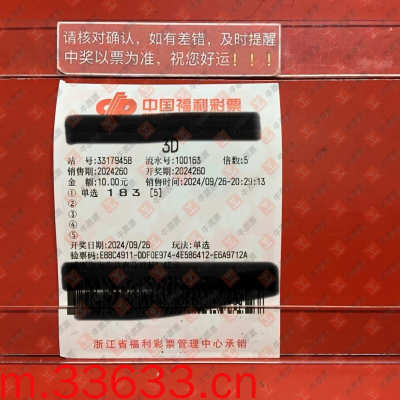 请核对确认，如有差错，及时提醒
中奖以票为准，祝您好运！！！
中国福利彩票
3D
站 号:33179458 流水号:100163 倍数:5
销售期:2024260 开奖期:2024260
金 额:10.00元 销售时间:2024/09/26-20:29:13
① 单选 1 8 3 [5]
②
③
④
⑤
开奖日期:2024/09/26 玩法:单选
验票码:E88C4911-DDF0E974-4E586412-E6A9712A
浙江省福利彩票管理中心承销
m.33633.cn